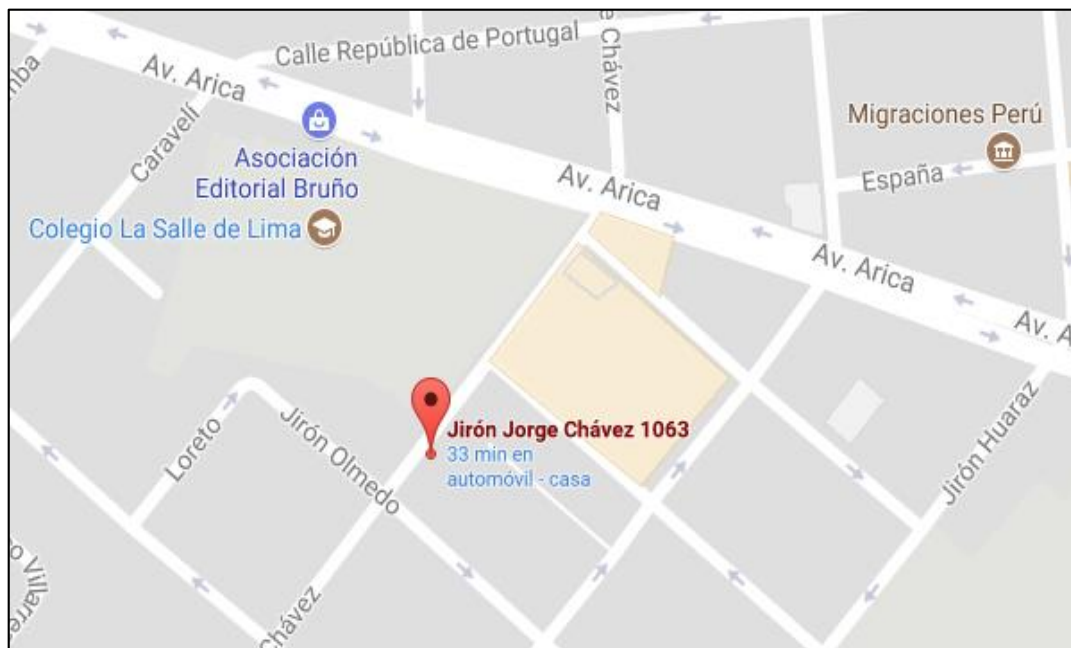 Calle República de Portugal
e Chávez
Av. Arica
mba
Caravelí
Asociación
Editorial Bruño
Migraciones Perú
España
Av. Arica
Colegio La Salle de Lima
Av. Arica
Av. A
Jirón Jorge Chávez 1063
33 min en
automóvil - casa
Loreto
Jirón Olmedo
Jirón Huaraz
o Villarre
Chávez